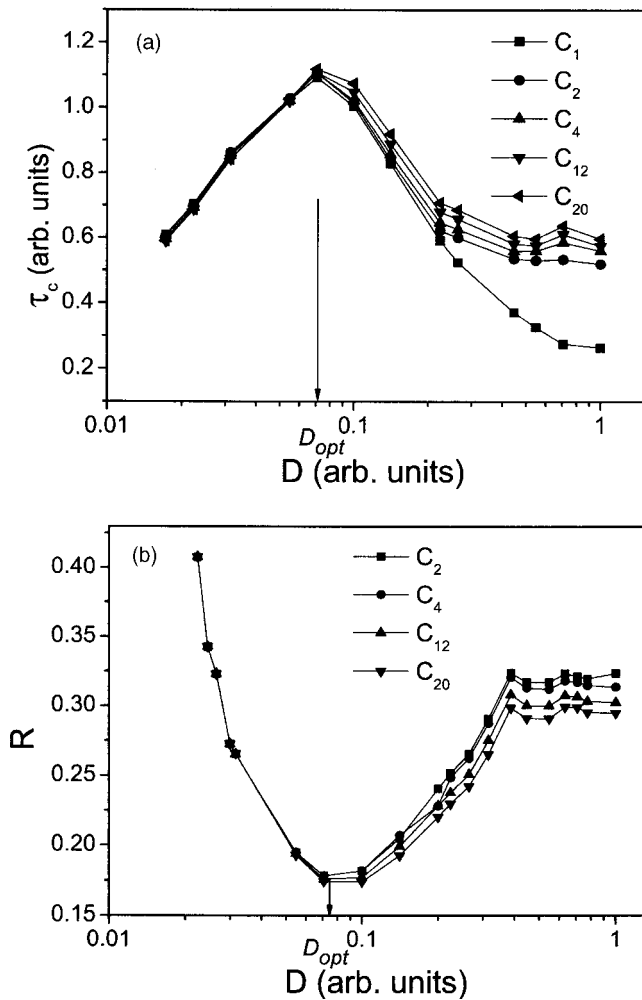 (a)
C1
C2
C4
C12
C20
1.2
1.0
0.8
0.6
0.4
0.2
τc (arb. units)
0.01
0.1
1
Dopt
D (arb. units)
(b)
C2
C4
C12
C20
0.40
0.35
0.30
0.25
0.20
0.15
R
0.01
0.1
1
Dopt
D (arb. units)